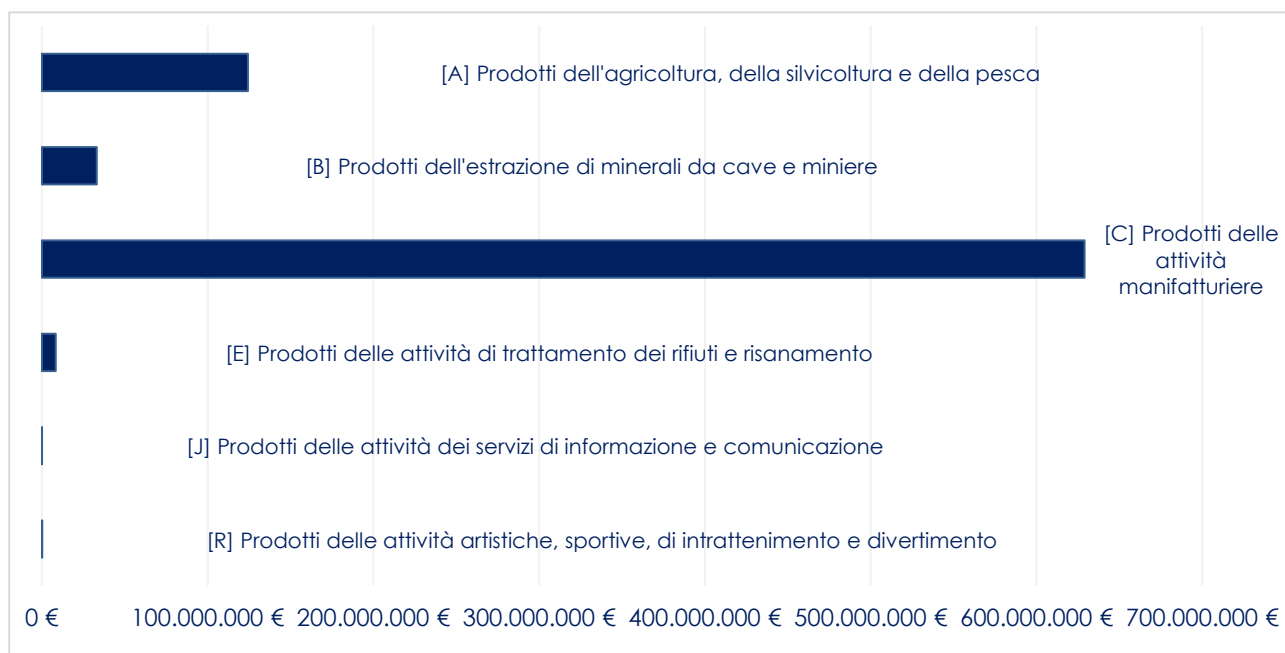 [A] Prodotti dell'agricoltura, della silvicoltura e della pesca
[B] Prodotti dell'estrazione di minerali da cave e miniere
[C] Prodotti delle
attività
manifatturiere
[E] Prodotti delle attività di trattamento dei rifiuti e risanamento
[J] Prodotti delle attività dei servizi di informazione e comunicazione
[R] Prodotti delle attività artistiche, sportive, di intrattenimento e divertimento
0 € 100.000.000 € 200.000.000 € 300.000.000 € 400.000.000 € 500.000.000 € 600.000.000 € 700.000.000 €